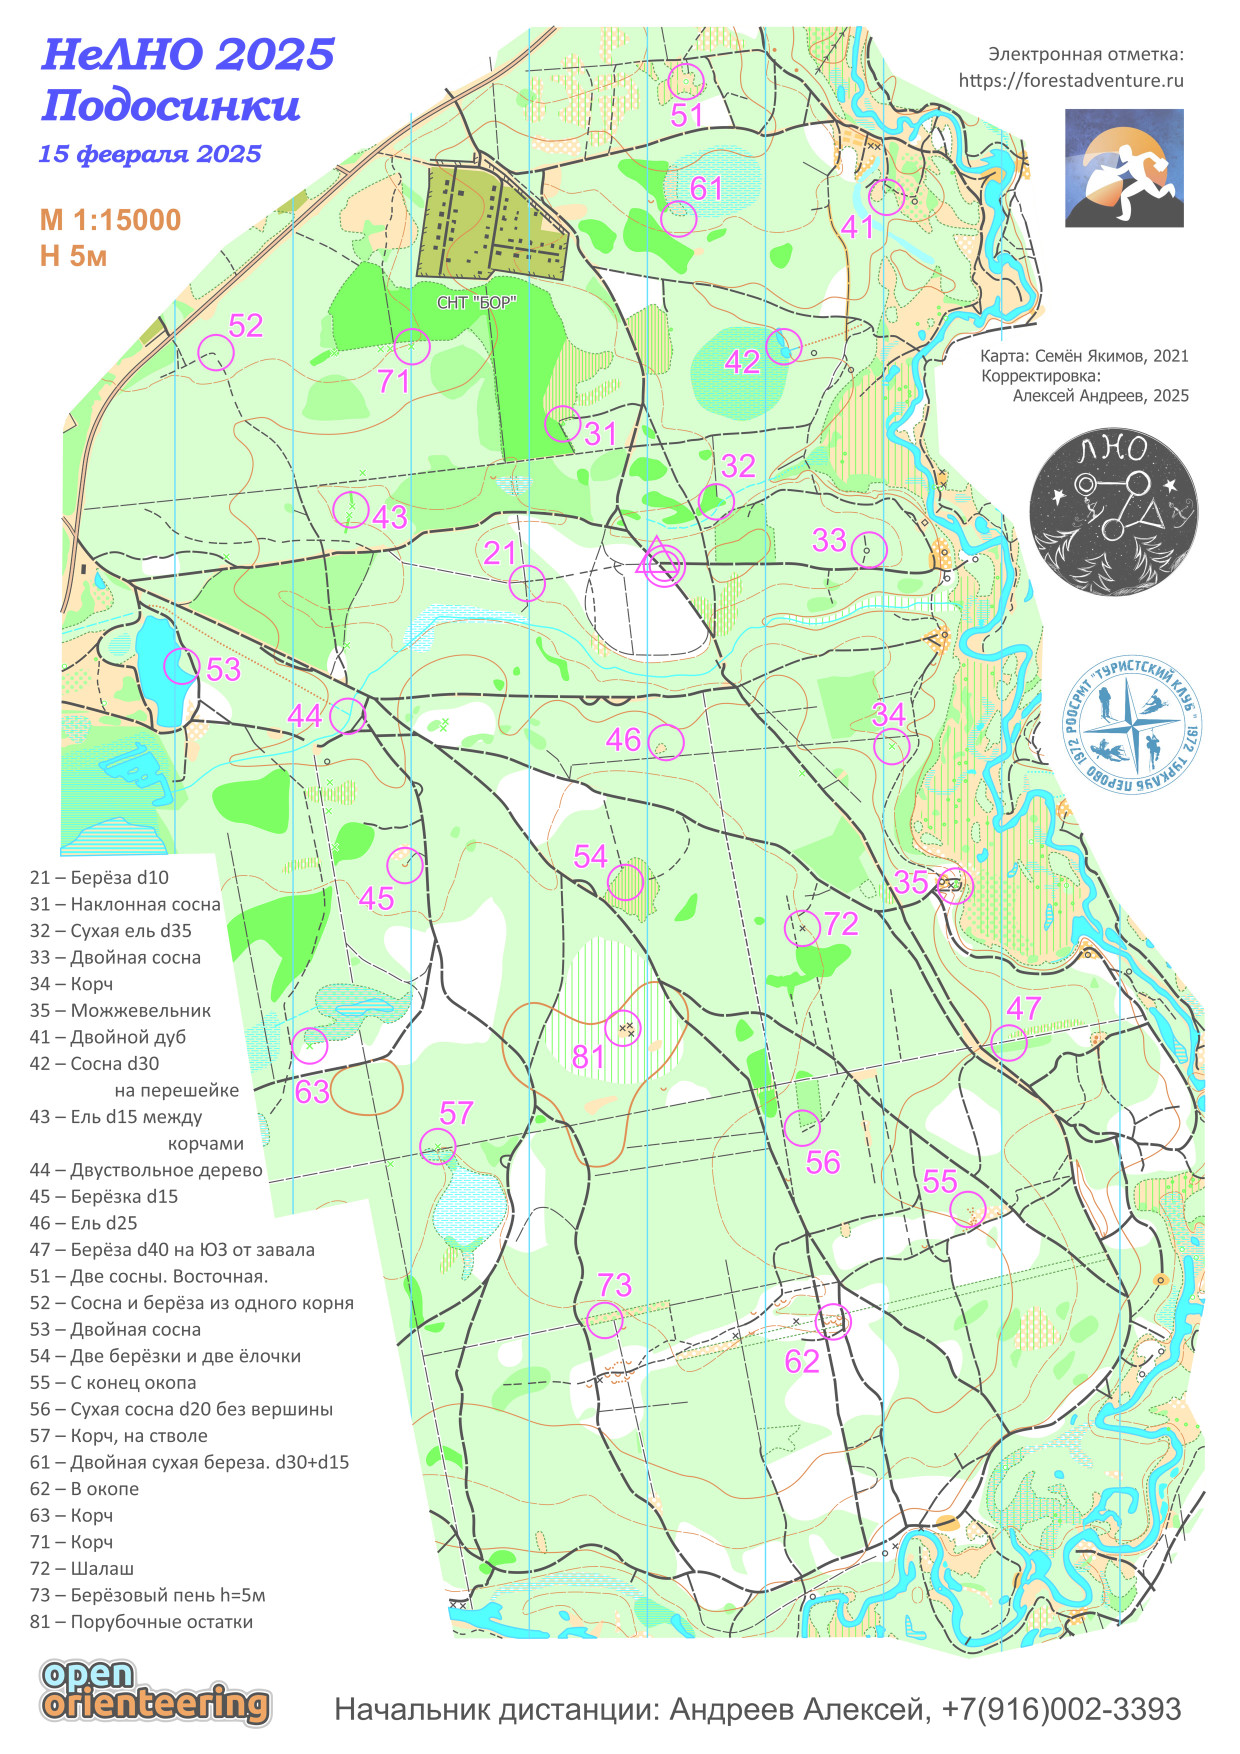 НеЛНО 2025
Подосинки
15 февраля 2025
М 1:15000
Н 5м
Электронная отметка:
https://forestadventure.ru
Карта: Семён Якимов, 2021
Корректировка:
Алексей Андреев, 2025
ЛНО
РООСРМТ "ТУРИСТСКИЙ КЛУБ" 1972 ТУРКЛУБ ПЕРОВО 1972
СНТ "БОР"
51
61
41
52
71
42
31
32
43
33
21
53
44
46
34
54
45
35
72
47
81
63
57
56
55
73
62
21 – Берёза d10
31 – Наклонная сосна
32 – Сухая ель d35
33 – Двойная сосна
34 – Корч
35 – Можжевельник
41 – Двойной дуб
42 – Сосна d30
на перешейке
43 – Ель d15 между
корчами
44 – Двуствольное дерево
45 – Берёзка d15
46 – Ель d25
47 – Берёза d40 на ЮЗ от завала
51 – Две сосны. Восточная.
52 – Сосна и берёза из одного корня
53 – Двойная сосна
54 – Две берёзки и две ёлочки
55 – С конец окопа
56 – Сухая сосна d20 без вершины
57 – Корч, на стволе
61 – Двойная сухая береза. d30+d15
62 – В окопе
63 – Корч
71 – Корч
72 – Шалаш
73 – Берёзовый пень h=5м
81 – Порубочные остатки
open
orienteering
Начальник дистанции: Андреев Алексей, +7(916)002-3393